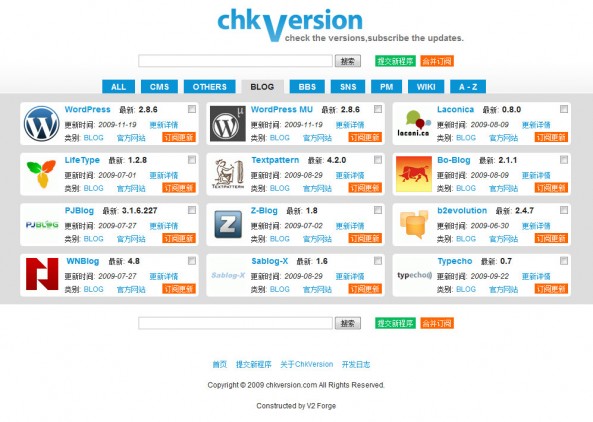 chkVersion
check the versions,subscribe the updates.
搜索 提交新程序 合并订阅
ALL CMS OTHERS BLOG BBS SNS PM WIKI A - Z
WordPress 最新: 2.8.6
更新时间: 2009-11-19 更新详情
类别: BLOG 官方网站 订阅更新
WordPress MU 最新: 2.8.6
更新时间: 2009-11-19 更新详情
类别: BLOG 官方网站 订阅更新
laconi.ca
Laconica 最新: 0.8.0
更新时间: 2009-08-09 更新详情
类别: BLOG 官方网站 订阅更新
LifeType 最新: 1.2.8
更新时间: 2009-07-01 更新详情
类别: BLOG 官方网站 订阅更新
TEXTPATTERN
Textpattern 最新: 4.2.0
更新时间: 2009-08-09 更新详情
类别: BLOG 官方网站 订阅更新
Bo-Blog 最新: 2.1.1
更新时间: 2009-08-29 更新详情
类别: BLOG 官方网站 订阅更新
PJBLOG
PJBlog 最新: 3.1.6.227
更新时间: 2009-07-27 更新详情
类别: BLOG 官方网站 订阅更新
Z
Z-Blog 最新: 1.8
更新时间: 2009-07-02 更新详情
类别: BLOG 官方网站 订阅更新
b2evolution 最新: 2.4.7
更新时间: 2009-06-30 更新详情
类别: BLOG 官方网站 订阅更新
N
WNBlog 最新: 4.8
更新时间: 2009-07-27 更新详情
类别: BLOG 官方网站 订阅更新
Sablog-X
Sablog-X 最新: 1.6
更新时间: 2009-08-29 更新详情
类别: BLOG 官方网站 订阅更新
typecho
Typecho 最新: 0.7
更新时间: 2009-09-22 更新详情
类别: BLOG 官方网站 订阅更新
搜索 提交新程序 合并订阅
首页 提交新程序 关于ChkVersion 开发日志
Copyright © 2009 chkversion.com All Rights Reserved.
Constructed by V2 Forge